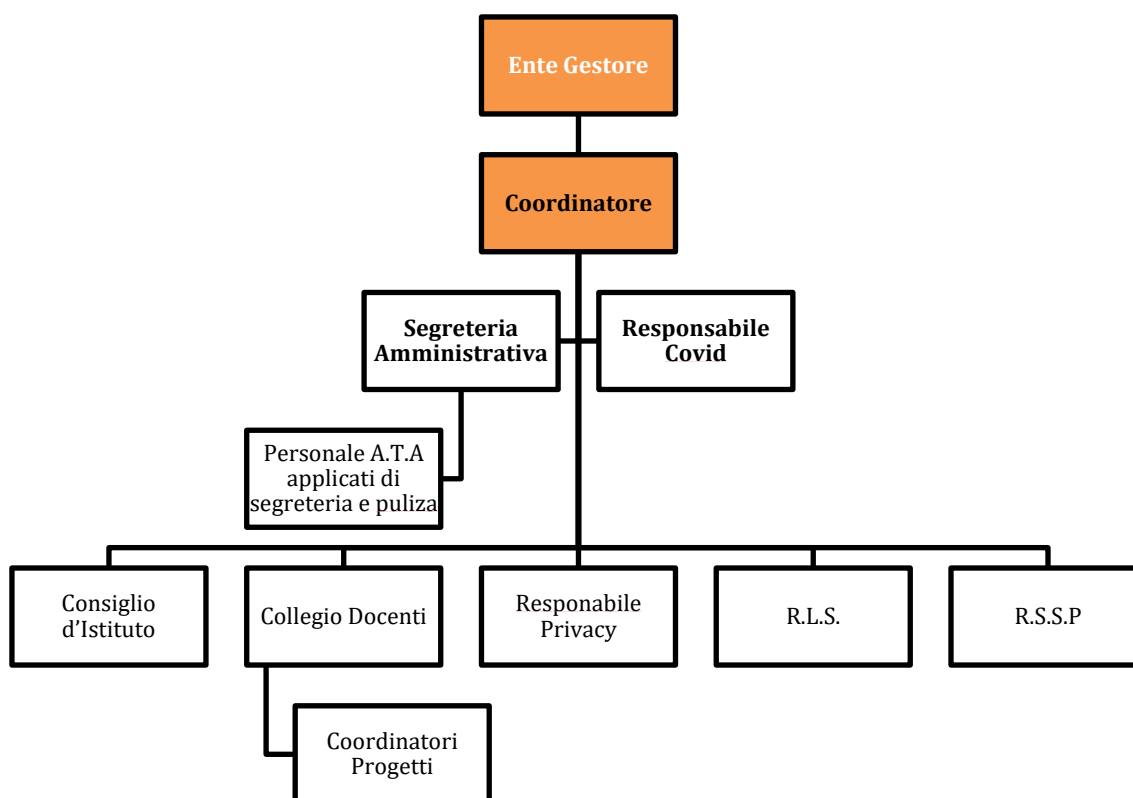 Ente Gestore
Coordinatore
Segreteria
Amministrativa
Responsabile
Covid
Personale A.T.A
applicati di
segreteria e puliza
Consiglio
d’Istituto
Collegio Docenti
Responabile
Privacy
R.L.S.
R.S.S.P
Coordinatori
Progetti